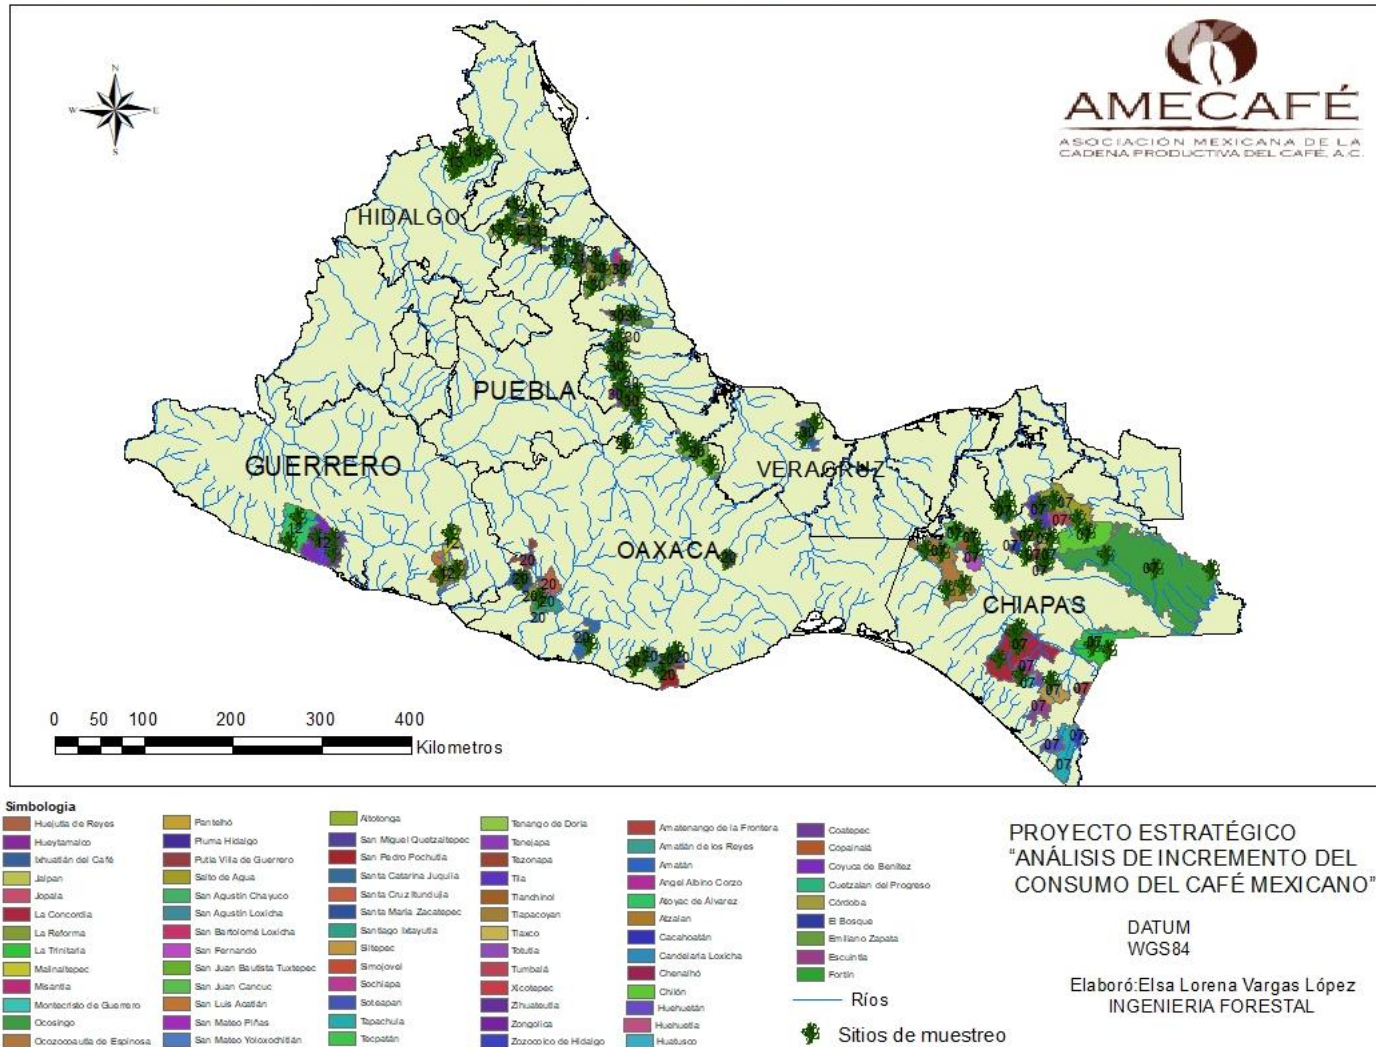 N
W
E
S
AMECAFÉ
ASOCIACIÓN MEXICANA DE LA
CADENA PRODUCTIVA DEL CAFÉ, A.C.
HIDALGO
PUEBLA
GUERRERO
VERACRUZ
OAXACA
CHIAPAS
0 50 100 200 300 400
Kilometros
Simbologia
Huejutla de Reyes
Hueytamalco
Ixhuatlán del Café
Jalpan
Jopala
La Concordia
La Reforma
La Trinitaria
Malinaltepec
Misantla
Montecristo de Guerrero
Ocosingo
Ocozocoautla de Espinosa
Pantelhó
Pluma Hidalgo
Putla Villa de Guerrero
Salto de Agua
San Agustín Chayuco
San Agustín Loxicha
San Bartolomé Loxicha
San Fernando
San Juan Bautista Tuxtepec
San Juan Cancuc
San Luis Acatlán
San Mateo Piñas
San Mateo Yoloxochitlán
Altotonga
San Miguel Quetzaltepec
San Pedro Pochutla
Santa Catarina Juquila
Santa Cruz Itundujia
Santa María Zacatepec
Santiago Ixtayutla
Siltepec
Simojovel
Sochiapa
Soteapan
Tapachula
Tecpatán
Tenango de Doria
Tenejapa
Tezonapa
Tila
Tlanchinol
Tlapacoyan
Tlaxco
Totutla
Tumbalá
Xicotepec
Zihuateutla
Zongolica
Zozocolco de Hidalgo
Amatenango de la Frontera
Amatlán de los Reyes
Amatán
Angel Albino Corzo
Atoyac de Álvarez
Atzalan
Cacahoatán
Candelaria Loxicha
Chenalhó
Chilón
Huehuetán
Huehuetla
Huatusco
Coatepec
Copainalá
Coyuca de Benítez
Cuetzalan del Progreso
Córdoba
El Bosque
Emiliano Zapata
Escuintla
Fortín
Ríos
Sitios de muestreo
PROYECTO ESTRATÉGICO
"ANÁLISIS DE INCREMENTO DEL
CONSUMO DEL CAFÉ MEXICANO"
DATUM
WGS84
Elaboró:Elsa Lorena Vargas López
INGENIERIA FORESTAL